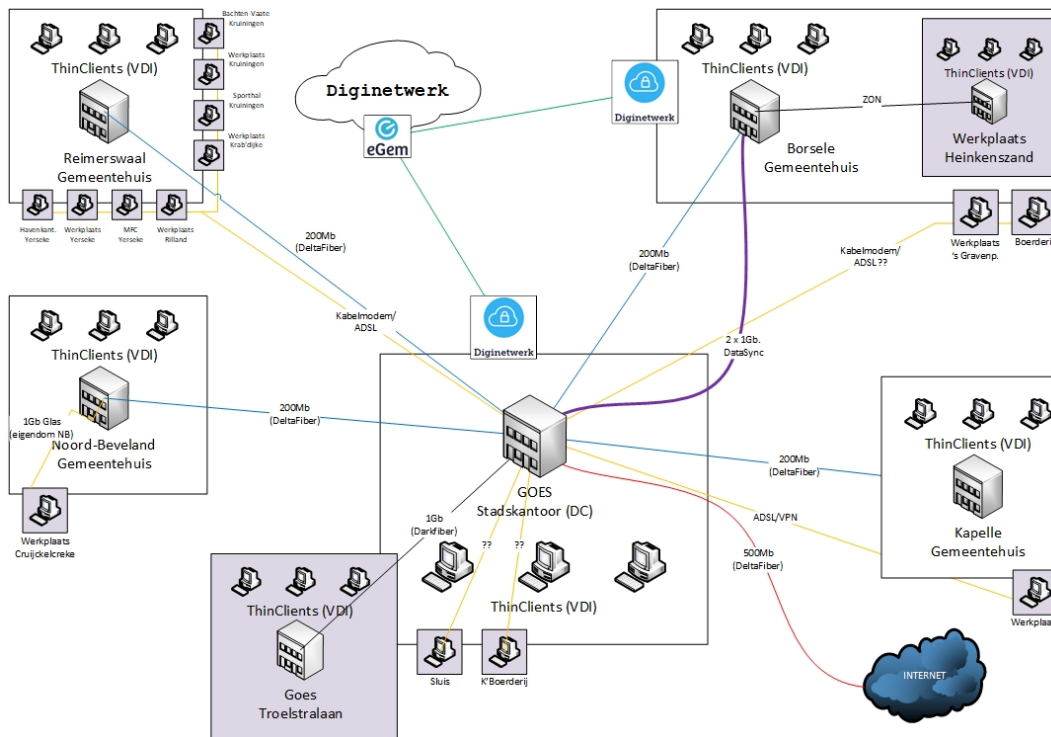 Bachten-Vaate
Kruiningen
ThinClients (VDI)
Werkplaats
Kruiningen
Sporthal
Kruiningen
Werkplaats
Krab'dijke
Reimerswaal
Gemeentehuis
Havenkant.
Yerseke
Werkplaats
Yerseke
MFC
Yerseke
Werkplaats
Rilland
Diginetwerk
eGem
Diginetwerk
ThinClients (VDI)
Borsele
Gemeentehuis
ZON
ThinClients (VDI)
Werkplaats
Heinkenszand
Werkplaats
's Gravenp.
Boerderij
200Mb
(DeltaFiber)
Kabelmodem/
ADSL
200Mb
(DeltaFiber)
Kabelmodem/
ADSL??
Diginetwerk
2 x 1Gb.
DataSync
ThinClients (VDI)
1Gb Glas
(eigendom NB)
Noord-Beveland
Gemeentehuis
Werkplaats
Cruijckelcreke
200Mb
(DeltaFiber)
GOES
Stadskantoor (DC)
200Mb
(DeltaFiber)
ThinClients (VDI)
Kapelle
Gemeentehuis
ADSL/VPN
1Gb
(Darkfiber)
??
??
500Mb
(DeltaFiber)
ThinClients (VDI)
ThinClients (VDI)
Goes
Troelstralaan
Sluis
K'Boerderij
Werkplaat
INTERNET